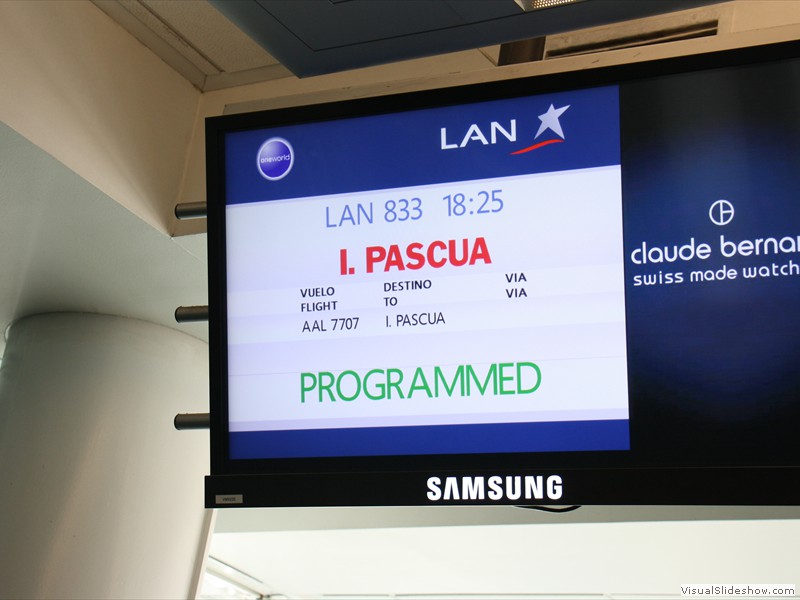 oneworld
LAN
LAN 833 18:25
I. PASCUA
VUELO DESTINO VIA
FLIGHT TO VIA
AAL 7707 I. PASCUA
PROGRAMMED
claude bernar
swiss made watch
SAMSUNG
VisualSlideshow.com